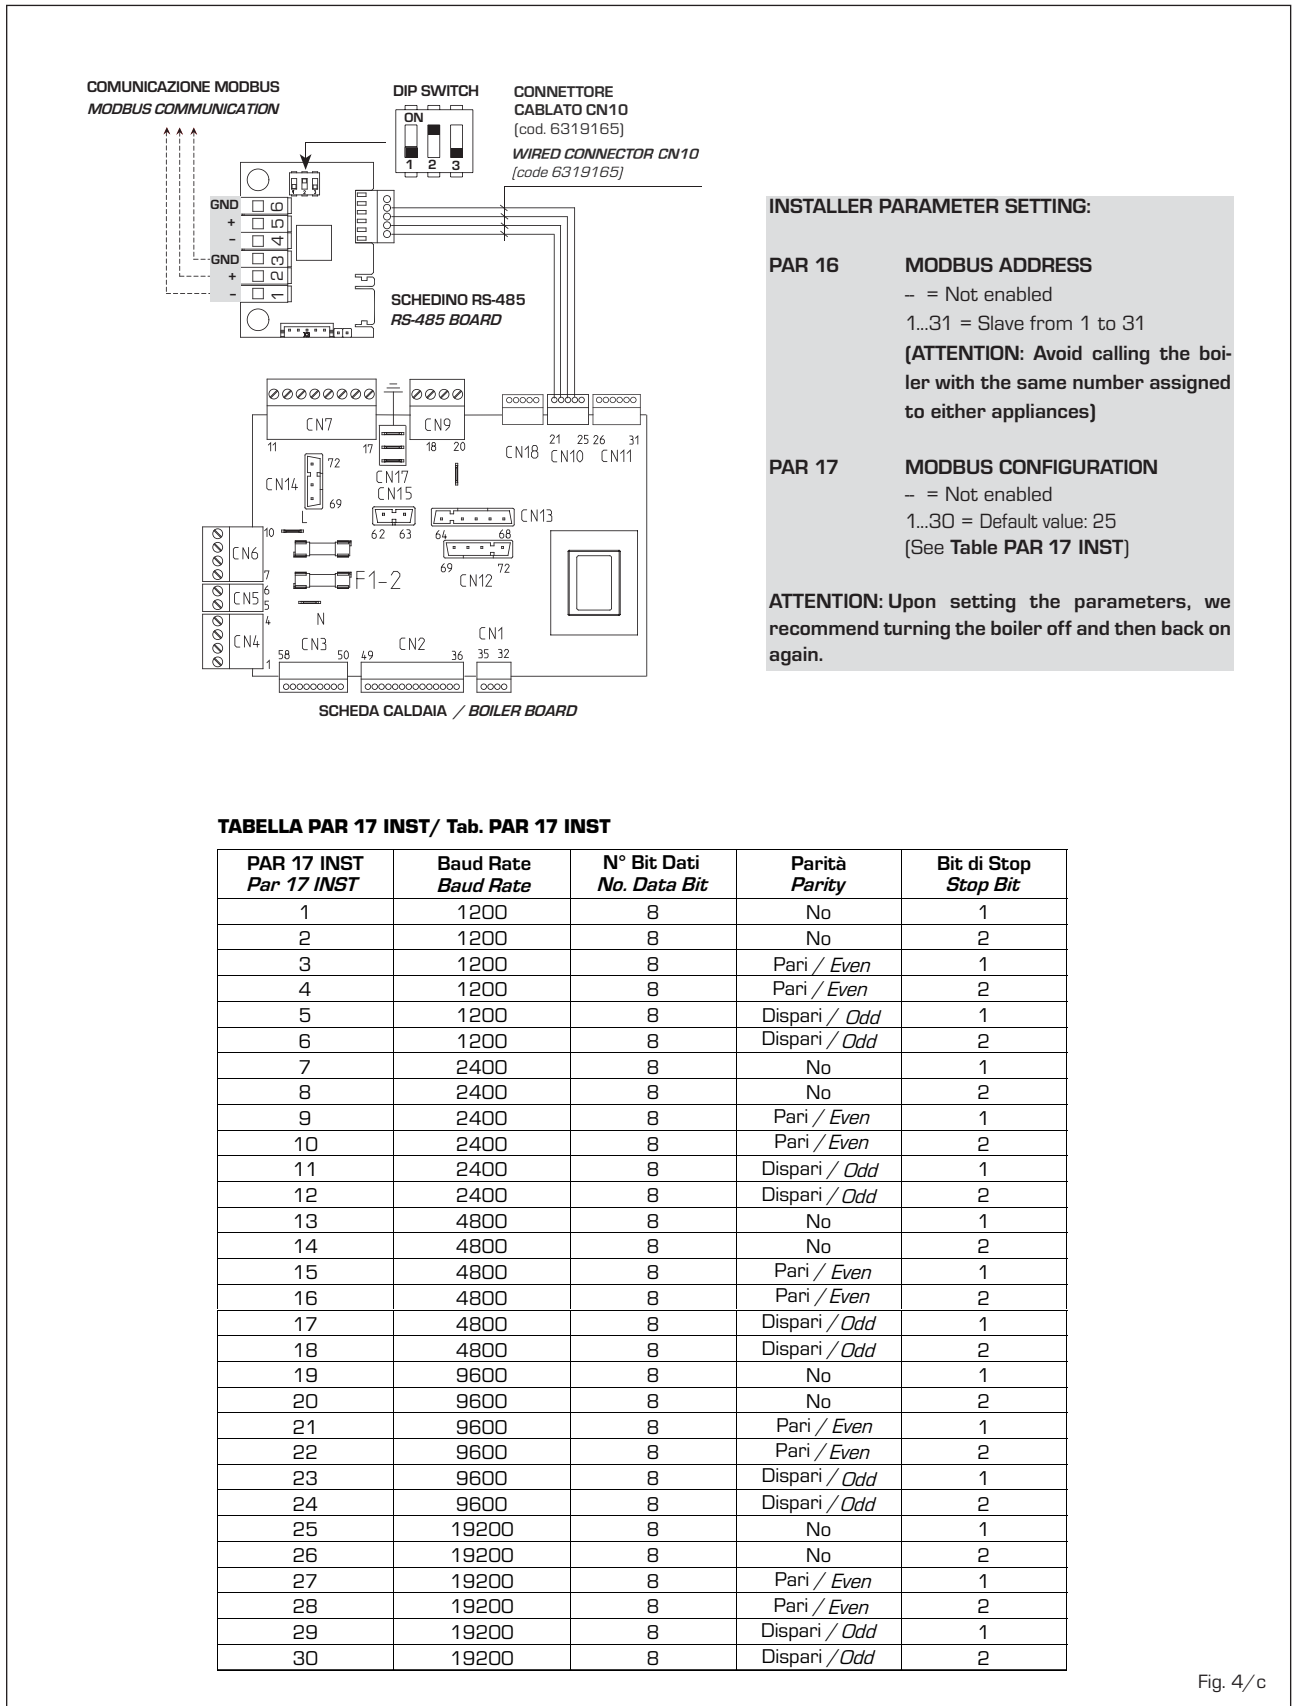 COMUNICAZIONE MODBUS
MODBUS COMMUNICATION
DIP SWITCH
ON
1 2 3
CONNETTORE
CABLATO CN10
(cod. 6319165)
WIRED CONNECTOR CN10
(code 6319165)
GND 6
+ 5
- 4
GND 3
+ 2
- 1
SCHEDINO RS-485
RS-485 BOARD
CN7
11 17
CN9
18 20
CN18
21 25
CN10
26 31
CN11
CN17
CN15
62 63
72
CN14
69
L
CN13
64 68
69 72
CN12
10
CN6
7
6
CN5
5
4
CN4
1
F1-2
N
CN3
58 50
CN2
49 36
CN1
35 32
SCHEDA CALDAIA / BOILER BOARD
INSTALLER PARAMETER SETTING:
PAR 16 MODBUS ADDRESS
-- = Not enabled
1...31 = Slave from 1 to 31
(ATTENTION: Avoid calling the boi-
ler with the same number assigned
to either appliances)
PAR 17 MODBUS CONFIGURATION
-- = Not enabled
1...30 = Default value: 25
(See Table PAR 17 INST)
ATTENTION: Upon setting the parameters, we
recommend turning the boiler off and then back on
again.
TABELLA PAR 17 INST/ Tab. PAR 17 INST
PAR 17 INST Baud Rate N° Bit Dati Parità Bit di Stop
Par 17 INST Baud Rate No. Data Bit Parity Stop Bit
1 1200 8 No 1
2 1200 8 No 2
3 1200 8 Pari / Even 1
4 1200 8 Pari / Even 2
5 1200 8 Dispari / Odd 1
6 1200 8 Dispari / Odd 2
7 2400 8 No 1
8 2400 8 No 2
9 2400 8 Pari / Even 1
10 2400 8 Pari / Even 2
11 2400 8 Dispari / Odd 1
12 2400 8 Dispari / Odd 2
13 4800 8 No 1
14 4800 8 No 2
15 4800 8 Pari / Even 1
16 4800 8 Pari / Even 2
17 4800 8 Dispari / Odd 1
18 4800 8 Dispari / Odd 2
19 9600 8 No 1
20 9600 8 No 2
21 9600 8 Pari / Even 1
22 9600 8 Pari / Even 2
23 9600 8 Dispari / Odd 1
24 9600 8 Dispari / Odd 2
25 19200 8 No 1
26 19200 8 No 2
27 19200 8 Pari / Even 1
28 19200 8 Pari / Even 2
29 19200 8 Dispari / Odd 1
30 19200 8 Dispari / Odd 2
Fig. 4/c